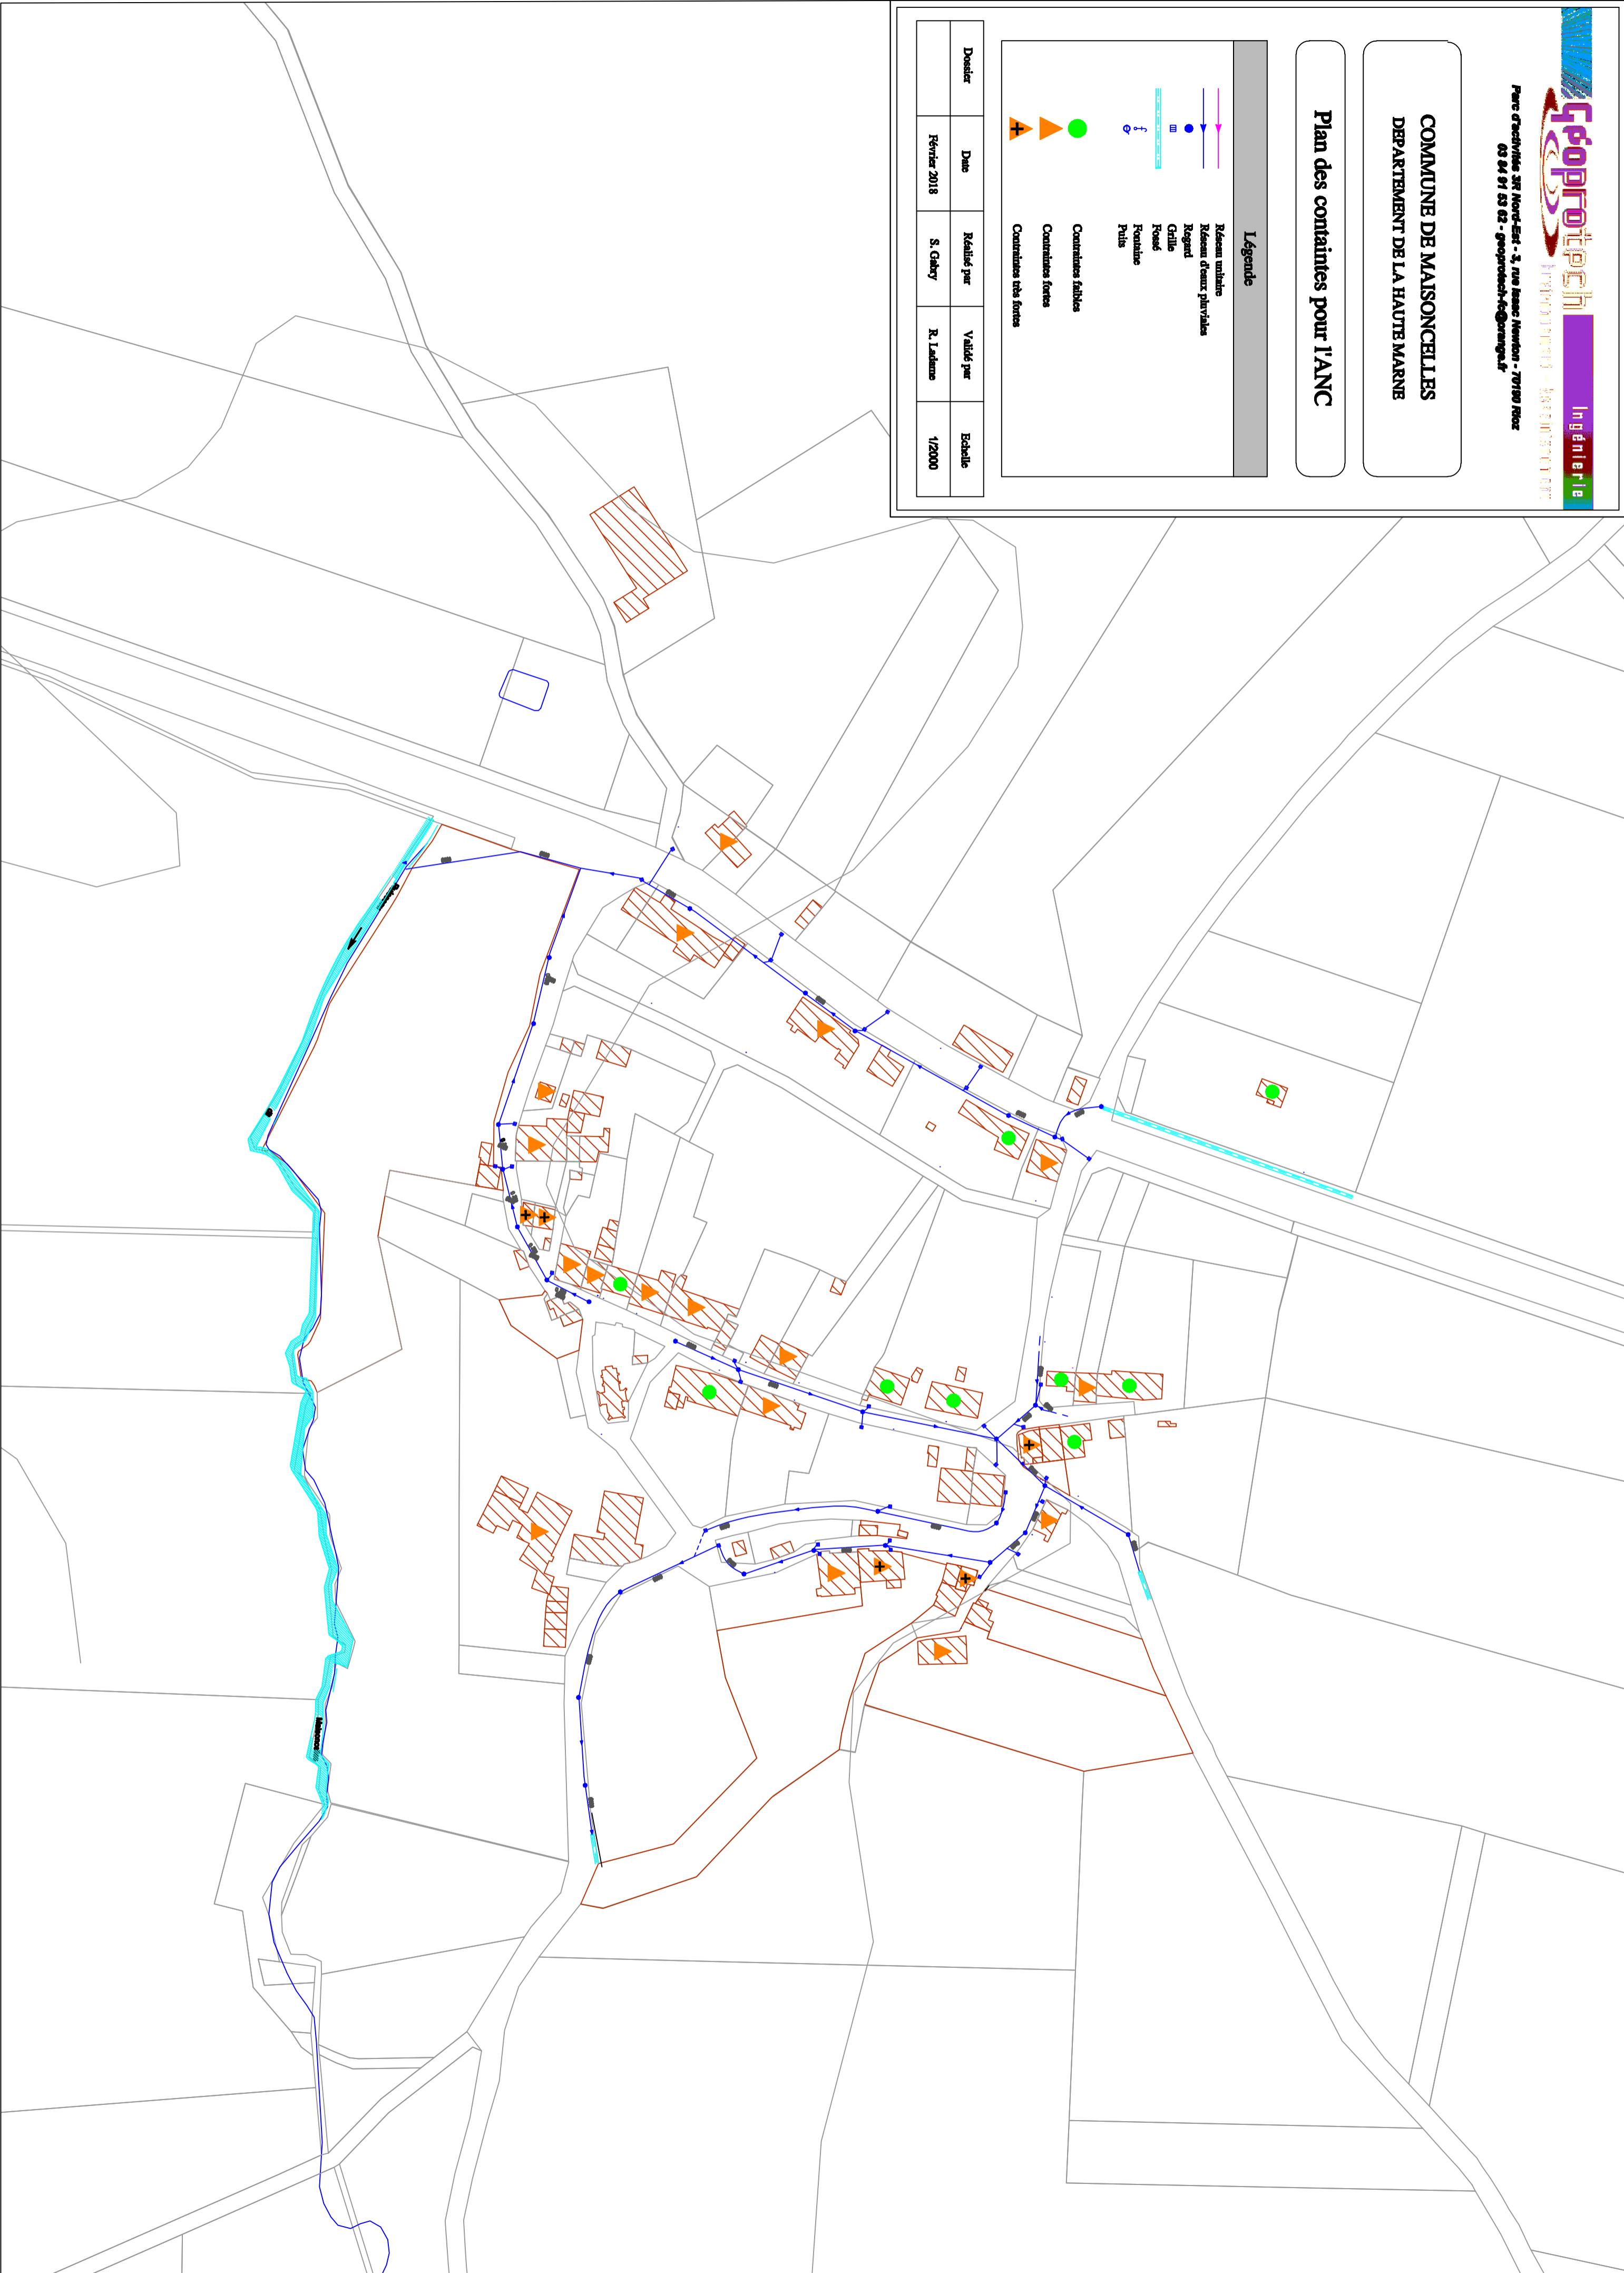 Géoprotech
Ingénierie
Parc d'activités 3R Nord-Est - 3, rue Isaac Newton - 70190 Rioz
03 84 91 53 62 - geoprotech-fc@orange.fr
COMMUNE DE MAISONCELLES
DEPARTEMENT DE LA HAUTE MARNE
Plan des containtes pour l'ANC
Légende
Réseau unitaire
Réseau d'eaux pluviales
Regard
Grille
Fossé
Fontaine
Puits
Contraintes faibles
Contraintes fortes
Contraintes très fortes
Dossier Date Réalisé par Validé par Echelle
Février 2018 S. Gabry R. Ladame 1/2000